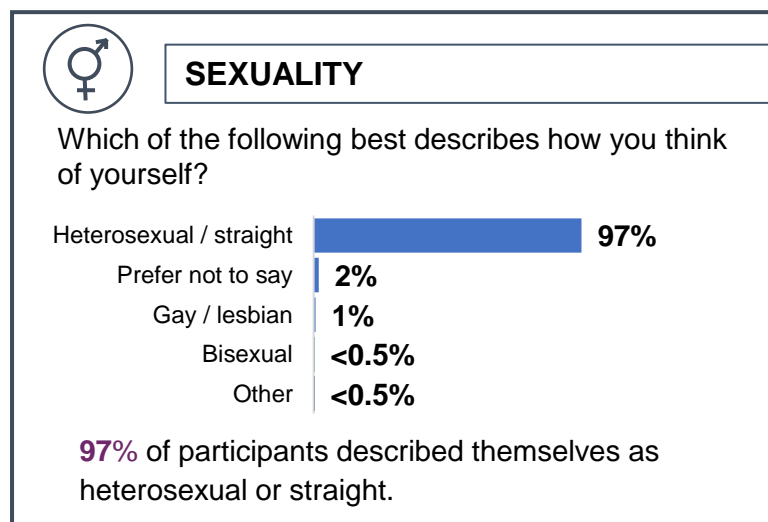 SEXUALITY
Which of the following best describes how you think
of yourself?
Heterosexual / straight 97%
Prefer not to say 2%
Gay / lesbian 1%
Bisexual <0.5%
Other <0.5%
97% of participants described themselves as
heterosexual or straight.